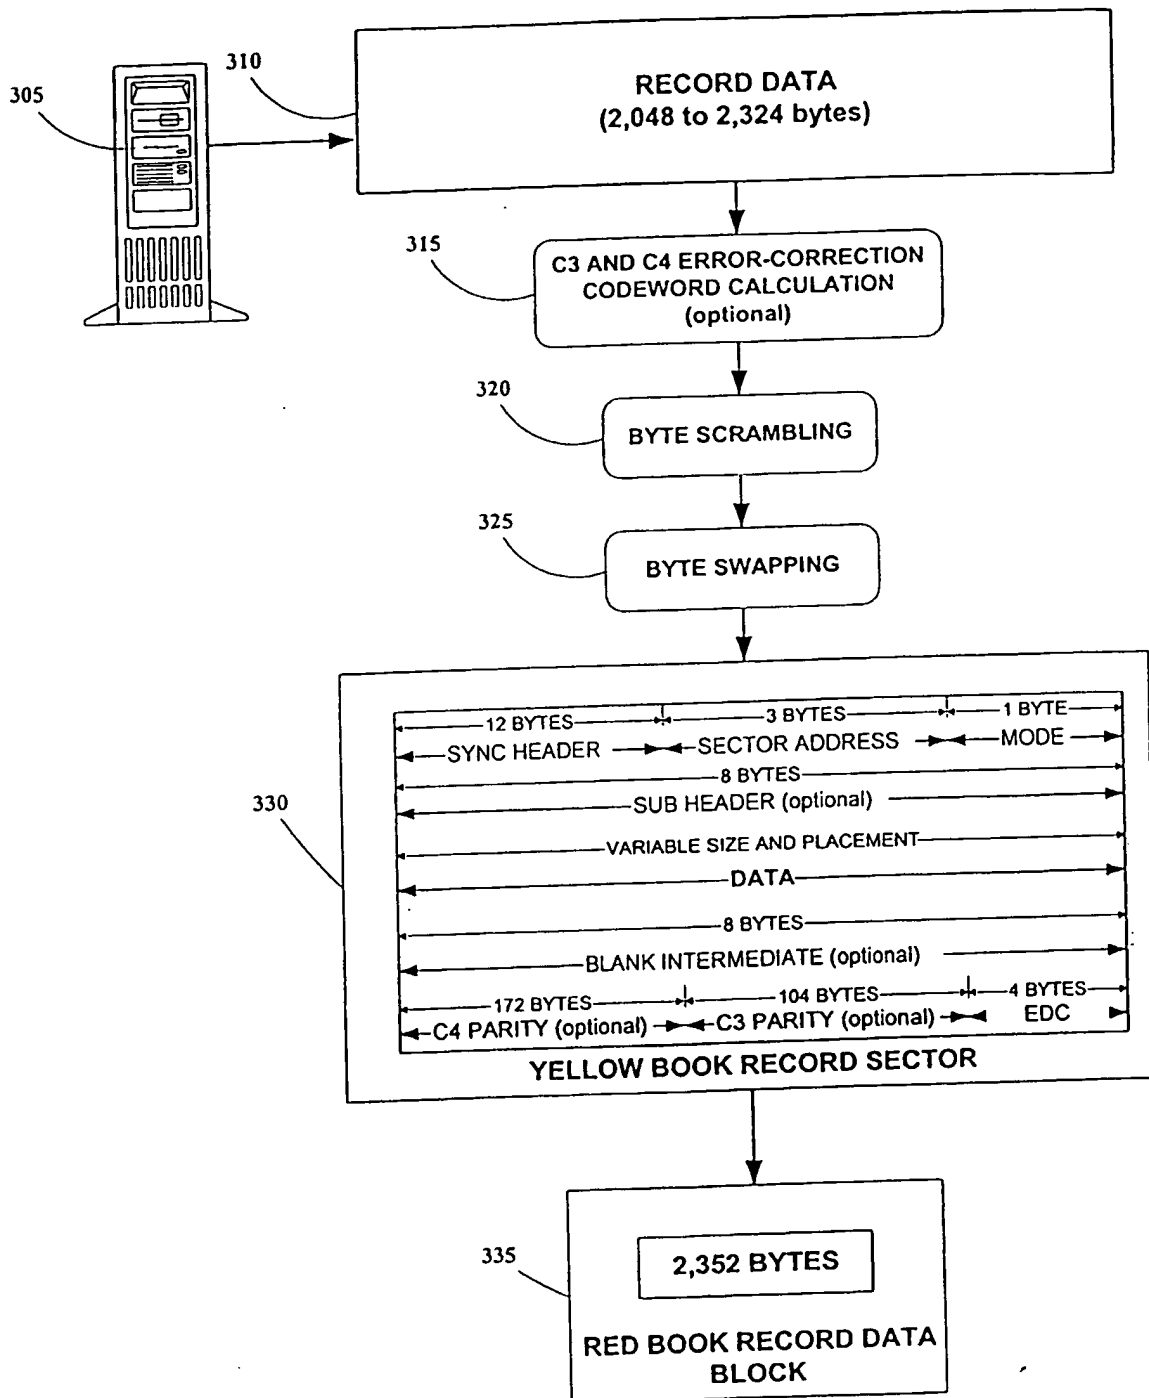 310
305
RECORD DATA
(2,048 to 2,324 bytes)
315
C3 AND C4 ERROR-CORRECTION
CODEWORD CALCULATION
(optional)
320
BYTE SCRAMBLING
325
BYTE SWAPPING
330
12 BYTES 3 BYTES 1 BYTE
SYNC HEADER SECTOR ADDRESS MODE
8 BYTES
SUB HEADER (optional)
VARIABLE SIZE AND PLACEMENT
DATA
8 BYTES
BLANK INTERMEDIATE (optional)
172 BYTES 104 BYTES 4 BYTES
C4 PARITY (optional) C3 PARITY (optional) EDC
YELLOW BOOK RECORD SECTOR
335
2,352 BYTES
RED BOOK RECORD DATA
BLOCK